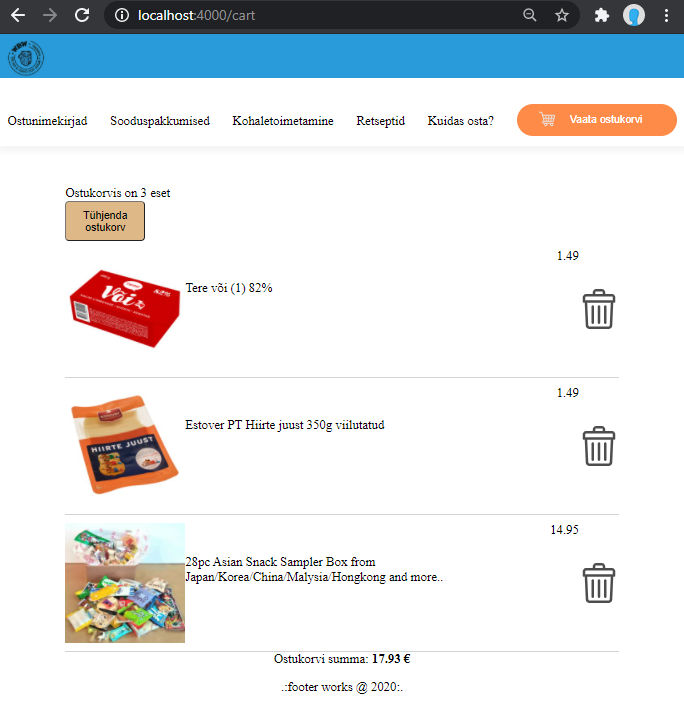 localhost:4000/cart
Ostunimekirjad Sooduspakkumised Kohaletoimetamine Retseptid Kuidas osta? Vaata ostukorvi
Ostukorvis on 3 eset
Tühjenda
ostukorv
1.49
Tere või (1) 82%
82%
Või
1.49
Estover PT Hiirte juust 350g viilutatud
HIIRTE JUUST
14.95
28pc Asian Snack Sampler Box from
Japan/Korea/China/Malysia/Hongkong and more..
Ostukorvi summa: 17.93 €
.:footer works @ 2020:.